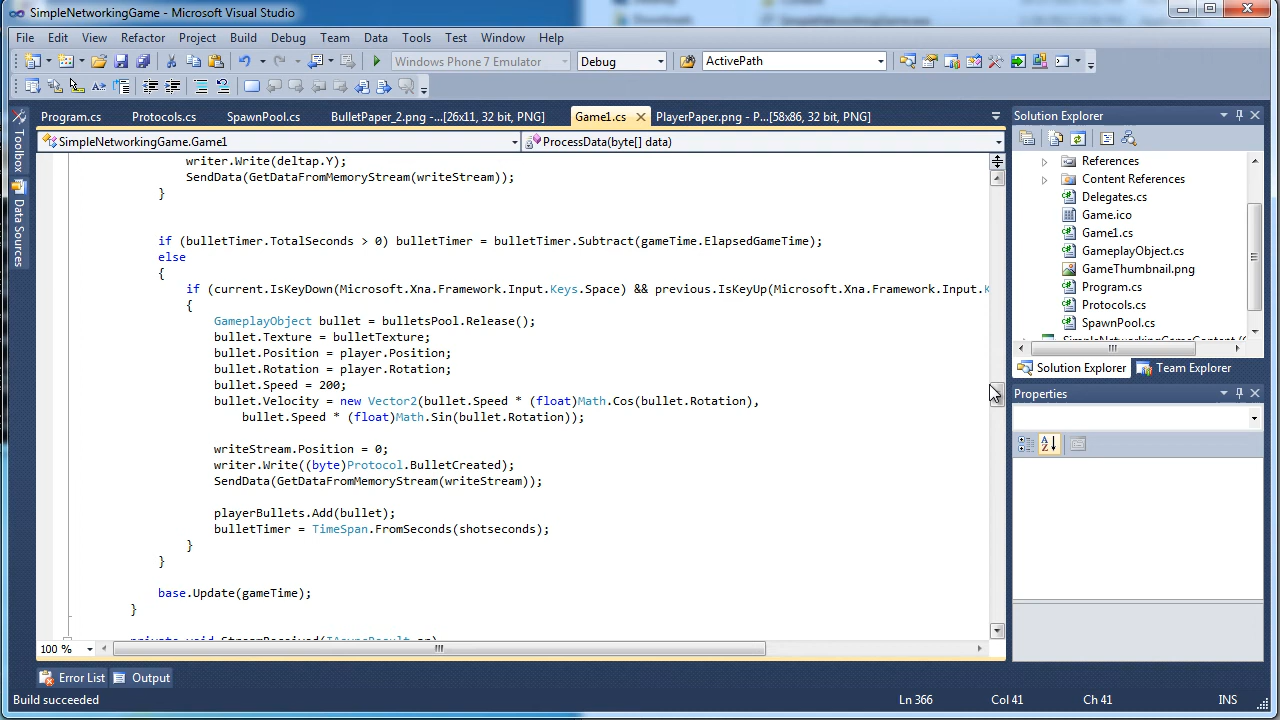 SimpleNetworkingGame - Microsoft Visual Studio
File Edit View Refactor Project Build Debug Team Data Tools Test Window Help
Windows Phone 7 Emulator Debug ActivePath
Program.cs Protocols.cs SpawnPool.cs BulletPaper_2.png -...[26x11, 32 bit, PNG] Game1.cs PlayerPaper.png - P...[58x86, 32 bit, PNG]
SimpleNetworkingGame.Game1 ProcessData(byte[] data)
Toolbox
Data Sources
writer.Write(deltap.Y);
SendData(GetDataFromMemoryStream(writeStream));
}
if (bulletTimer.TotalSeconds > 0) bulletTimer = bulletTimer.Subtract(gameTime.ElapsedGameTime);
else
{
if (current.IsKeyDown(Microsoft.Xna.Framework.Input.Keys.Space) && previous.IsKeyUp(Microsoft.Xna.Framework.Input.K
{
GameplayObject bullet = bulletsPool.Release();
bullet.Texture = bulletTexture;
bullet.Position = player.Position;
bullet.Rotation = player.Rotation;
bullet.Speed = 200;
bullet.Velocity = new Vector2(bullet.Speed * (float)Math.Cos(bullet.Rotation),
bullet.Speed * (float)Math.Sin(bullet.Rotation));
writeStream.Position = 0;
writer.Write((byte)Protocol.BulletCreated);
SendData(GetDataFromMemoryStream(writeStream));
playerBullets.Add(bullet);
bulletTimer = TimeSpan.FromSeconds(shotseconds);
}
}
base.Update(gameTime);
}
private void StreamReceived(IAsyncResult ar)
100 %
Solution Explorer
References
Content References
Delegates.cs
Game.ico
Game1.cs
GameplayObject.cs
GameThumbnail.png
Program.cs
Protocols.cs
SpawnPool.cs
Solution Explorer Team Explorer
Properties
Error List Output
Build succeeded Ln 366 Col 41 Ch 41 INS